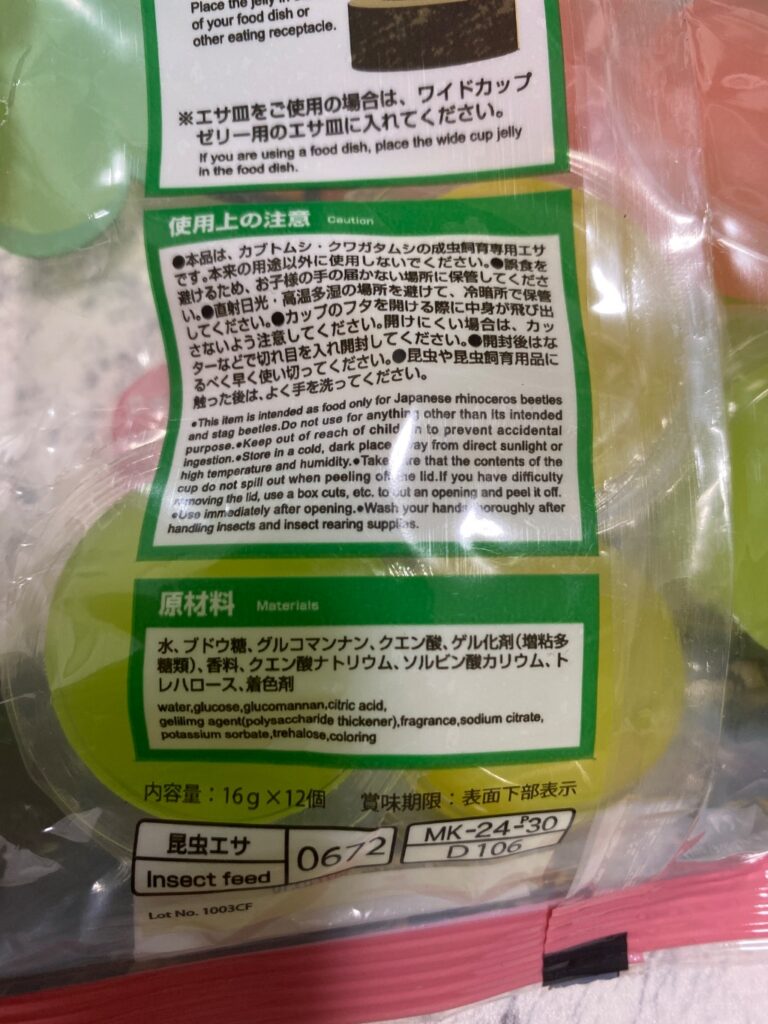 Place the jelly in
of your food dish or
other eating receptacle.
※エサ皿をご使用の場合は、ワイドカップ
ゼリー用のエサ皿に入れてください。
If you are using a food dish, place the wide cup jelly
in the food dish.
使用上の注意 Caution
●本品は、カブトムシ・クワガタムシの成虫飼育専用エサ
です。本来の用途以外に使用しないでください。●誤食を
避けるため、お子様の手の届かない場所に保管してくださ
い。●直射日光・高温多湿の場所を避けて、冷暗所で保管
してください。●カップのフタを開ける際に中身が飛び出
さないよう注意してください。開けにくい場合は、カッ
ターなどで切れ目を入れ開封してください。●開封後はな
るべく早く使い切ってください。●昆虫や昆虫飼育用品に
触った後は、よく手を洗ってください。
●This item is intended as food only for Japanese rhinoceros beetles
and stag beetles.Do not use for anything other than its intended
purpose.●Keep out of reach of children to prevent accidental
ingestion.●Store in a cold, dark place away from direct sunlight or
high temperature and humidity.●Take care that the contents of the
cup do not spill out when peeling off the lid.If you have difficulty
removing the lid, use a box cuts, etc. to cut an opening and peel it off.
●Use immediately after opening.●Wash your hands thoroughly after
handling insects and insect rearing supplies.
原材料 Materials
水、ブドウ糖、グルコマンナン、クエン酸、ゲル化剤(増粘多
糖類)、香料、クエン酸ナトリウム、ソルビン酸カリウム、ト
レハロース、着色剤
water,glucose,glucomannan,citric acid,
gelilimg agent(polysaccharide thickener),fragrance,sodium citrate,
potassium sorbate,trehalose,coloring
内容量：16g×12個 賞味期限：表面下部表示
昆虫エサ
Insect feed
0672
MK-24-P-30
D106
Lot No. 1003CF